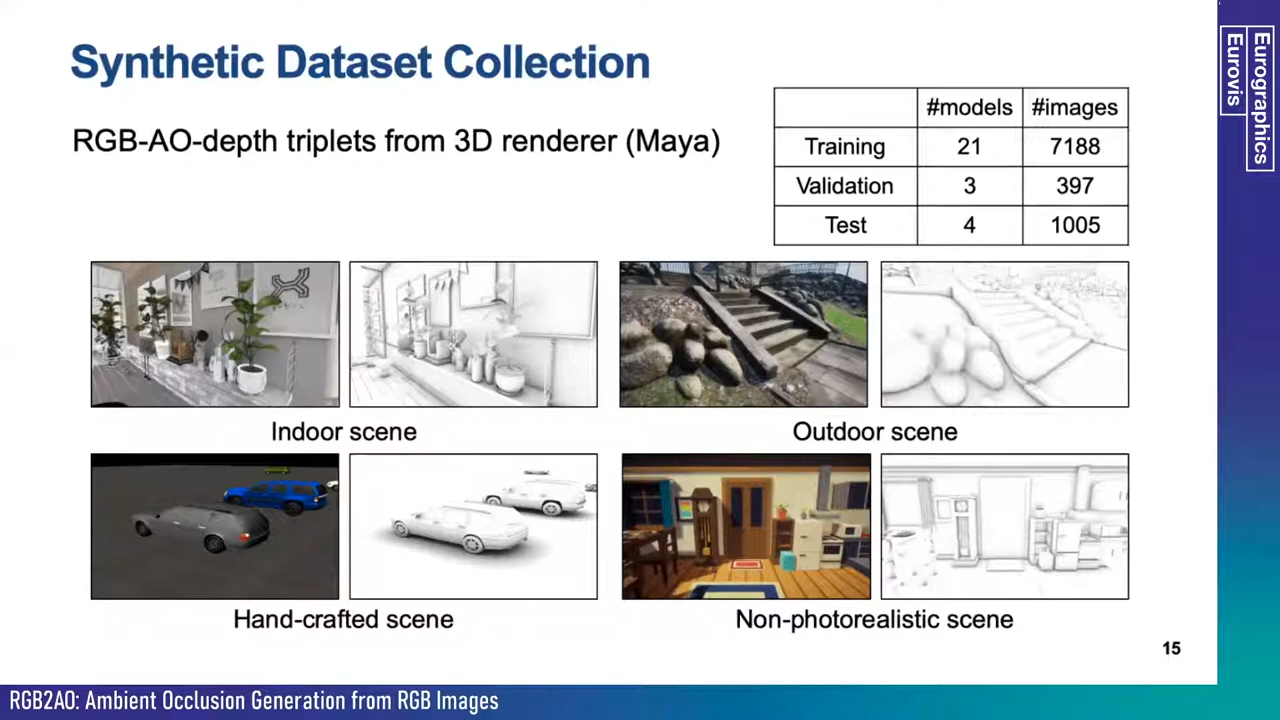 Synthetic Dataset Collection
RGB-AO-depth triplets from 3D renderer (Maya)
#models #images
Training 21 7188
Validation 3 397
Test 4 1005
Indoor scene
Outdoor scene
Hand-crafted scene
Non-photorealistic scene
15
RGB2AO: Ambient Occlusion Generation from RGB Images
Eurovis
Eurographics